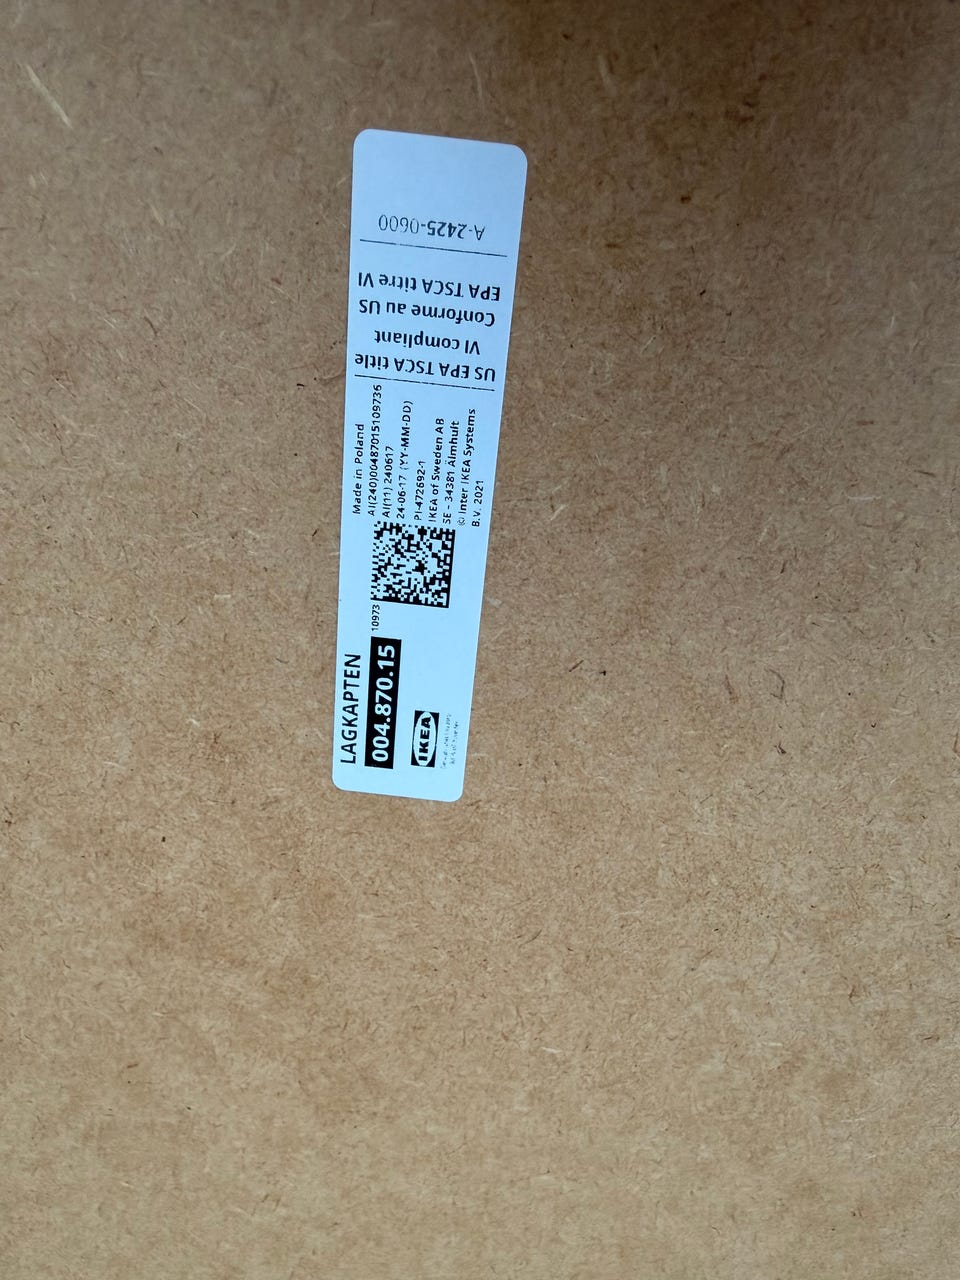 LAGKAPTEN
004.870.15
IKEA
10973
Made in Poland
AI(240)00487015109736
AI(11) 240617
24-06-17 (YY-MM-DD)
PI-472692-1
IKEA of Sweden AB
SE - 34381 Älmhult
© Inter IKEA Systems
B.V. 2021
US EPA TSCA title
VI compliant
Conforme au US
EPA TSCA titre VI
A-2425-0600